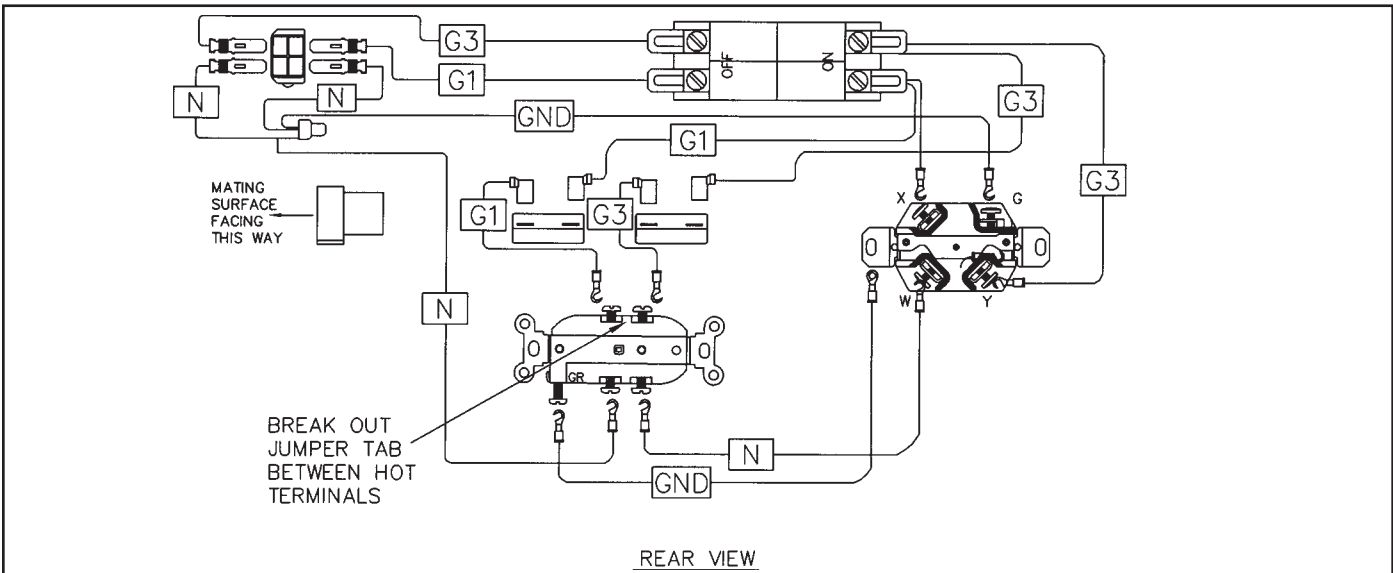 G3
G1
N
N
OFF
ON
G3
GND
G1
G3
MATING
SURFACE
FACING
THIS WAY
G1
G3
X
G
N
W
Y
GR
BREAK OUT
JUMPER TAB
BETWEEN HOT
TERMINALS
N
GND
REAR VIEW